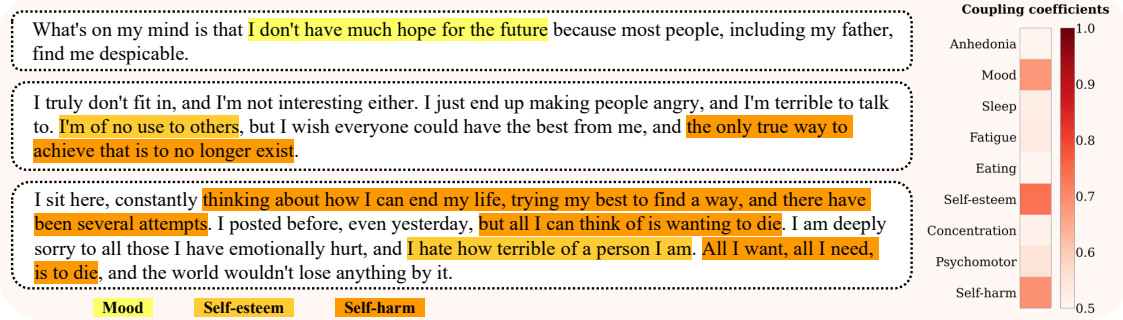 What's on my mind is that I don't have much hope for the future because most people, including my father,
find me despicable.
I truly don't fit in, and I'm not interesting either. I just end up making people angry, and I'm terrible to talk
to. I'm of no use to others, but I wish everyone could have the best from me, and the only true way to
achieve that is to no longer exist.
I sit here, constantly thinking about how I can end my life, trying my best to find a way, and there have
been several attempts. I posted before, even yesterday, but all I can think of is wanting to die. I am deeply
sorry to all those I have emotionally hurt, and I hate how terrible of a person I am. All I want, all I need,
is to die, and the world wouldn't lose anything by it.
Mood Self-esteem Self-harm
Coupling coefficients
Anhedonia
Mood
Sleep
Fatigue
Eating
Self-esteem
Concentration
Psychomotor
Self-harm
1.0
0.9
0.8
0.7
0.6
0.5